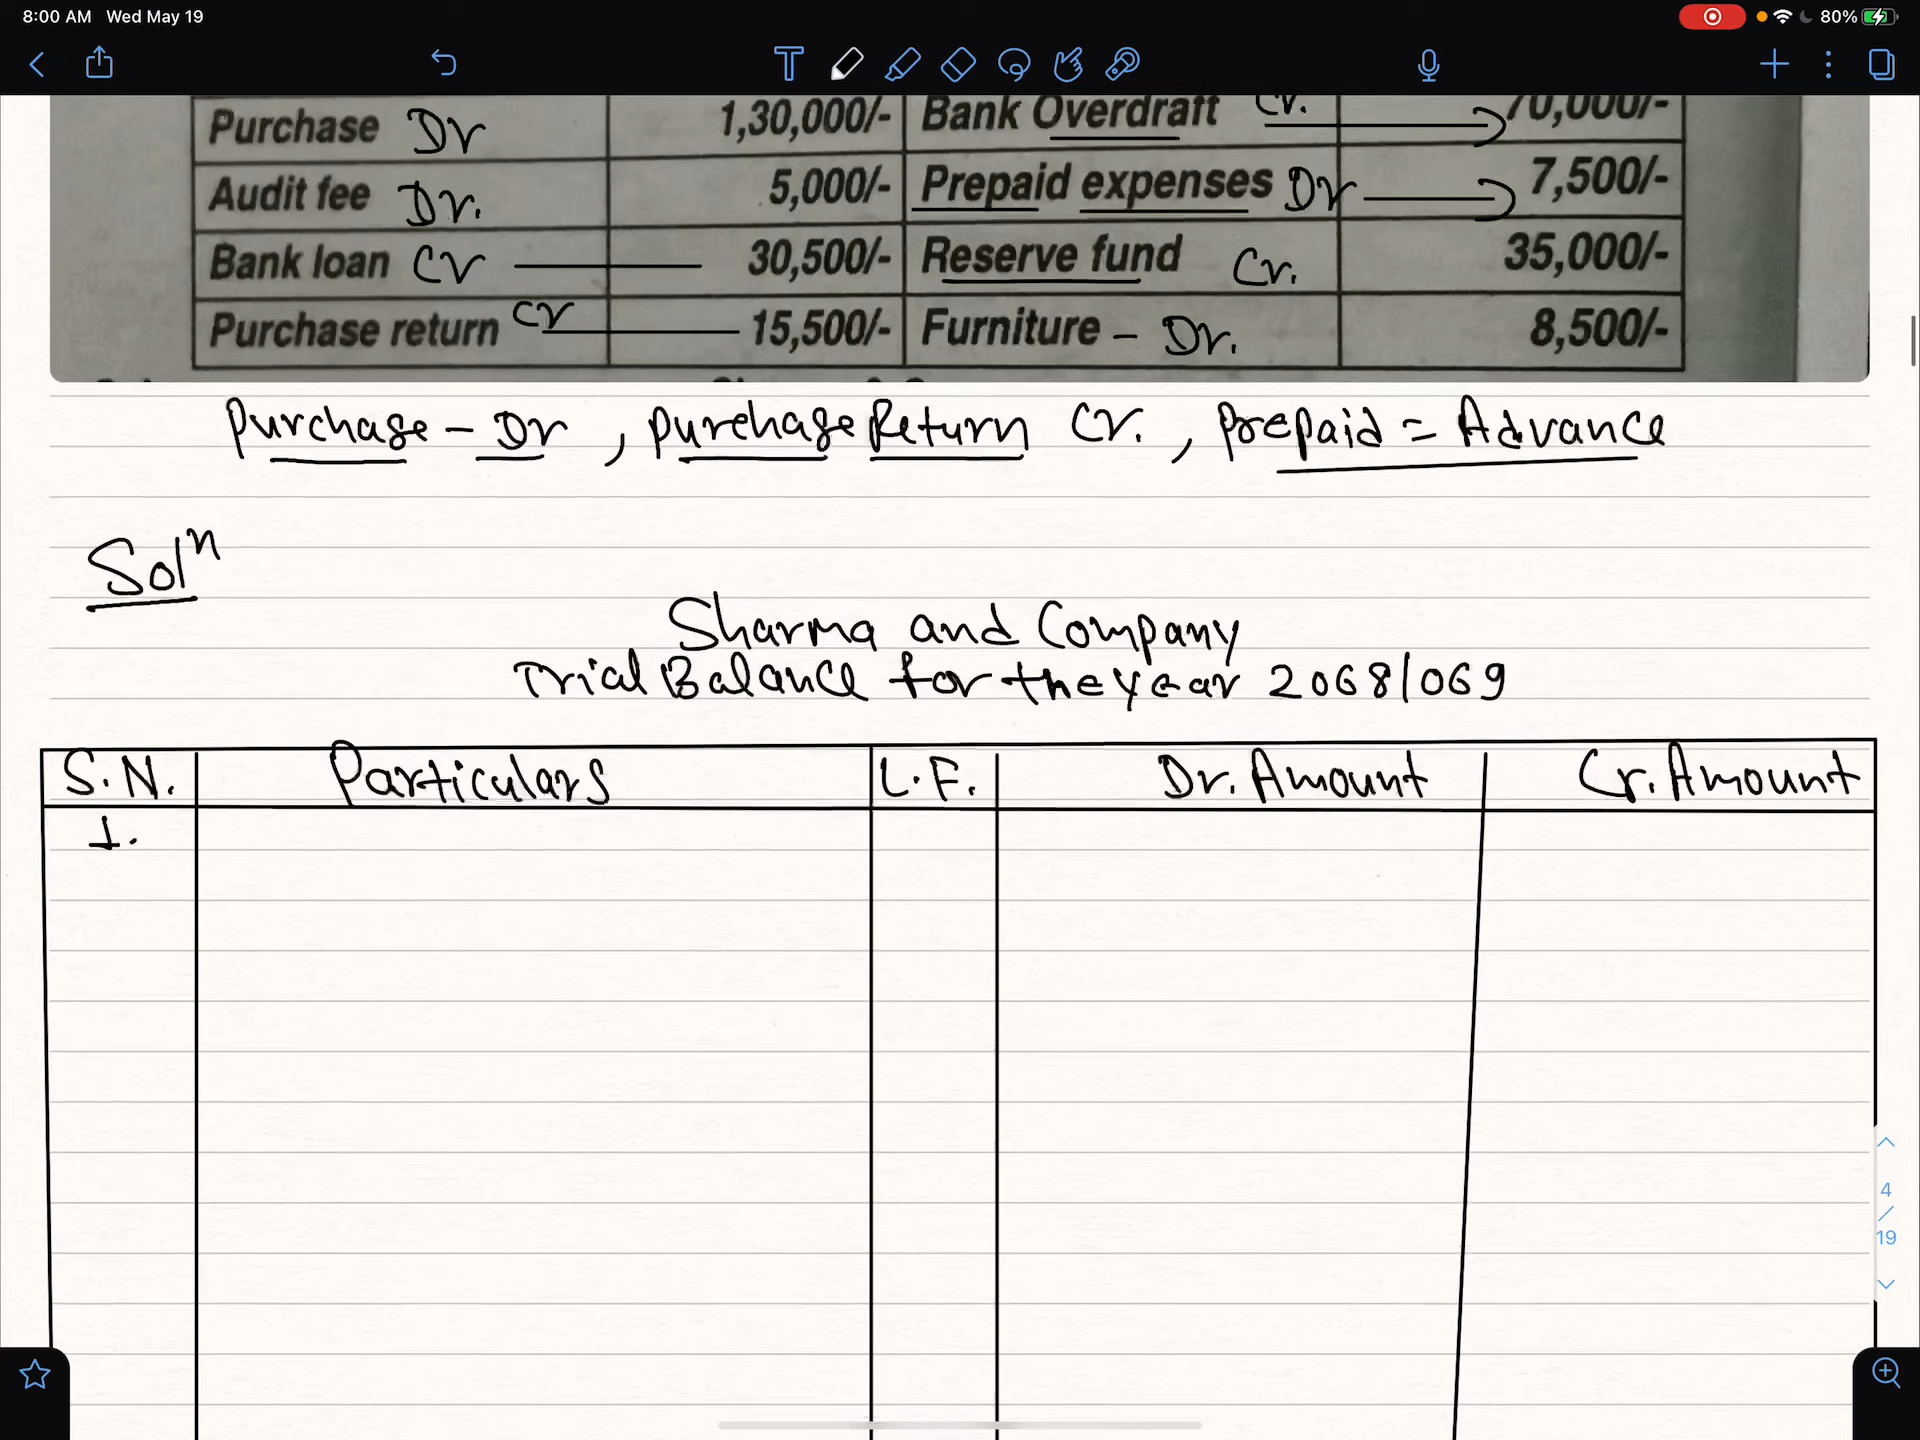 8:00 AM Wed May 19
80%
Purchase Dr 1,30,000/- Bank Overdraft Cr. 70,000/-
Audit fee Dr. 5,000/- Prepaid expenses Dr 7,500/-
Bank loan Cr 30,500/- Reserve fund Cr. 35,000/-
Purchase return Cr 15,500/- Furniture - Dr. 8,500/-
Purchase - Dr , purchase Return Cr. , prepaid = Advance
Solⁿ
Sharma and Company
Trial Balance for the year 2068/069
S.N. Particulars L.F. Dr. Amount Cr. Amount
1.
4
/
19